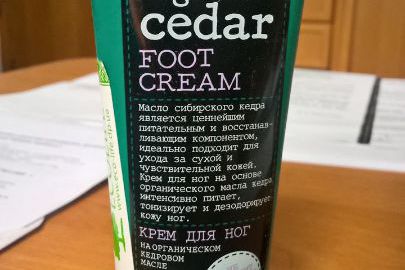 cedar
FOOT
CREAM
Масло сибирского кедра
является ценнейшим
питательным и восстанав-
ливающим компонентом,
идеально подходит для
ухода за сухой и
чувствительной кожей.
Крем для ног на основе
органического масла кедра
интенсивно питает,
тонизирует и дезодорирует
кожу ног.
КРЕМ ДЛЯ НОГ
НА ОРГАНИЧЕСКОМ
КЕДРОВОМ
МАСЛЕ